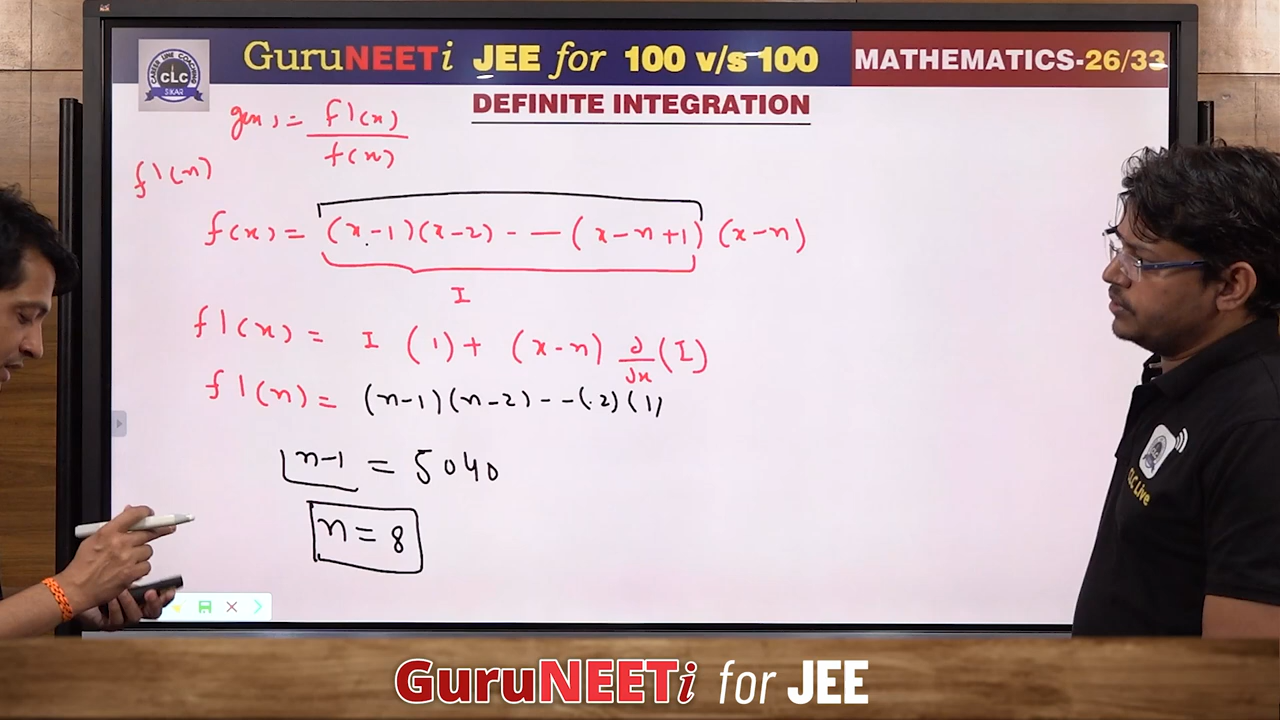 GuruNEETi JEE for 100 v/s 100
MATHEMATICS-26/33
CLC
SIKAR
DEFINITE INTEGRATION
g(x) = f'(x) / f(x)
f'(n)
f(x) = (x-1)(x-2) - — (x-n+1) (x-n)
I
f'(x) = I (1) + (x-n) d/dx (I)
f'(n) = (n-1)(n-2) - - (2)(1)
|n-1 = 5040
n = 8
CLC Live
GuruNEETi for JEE